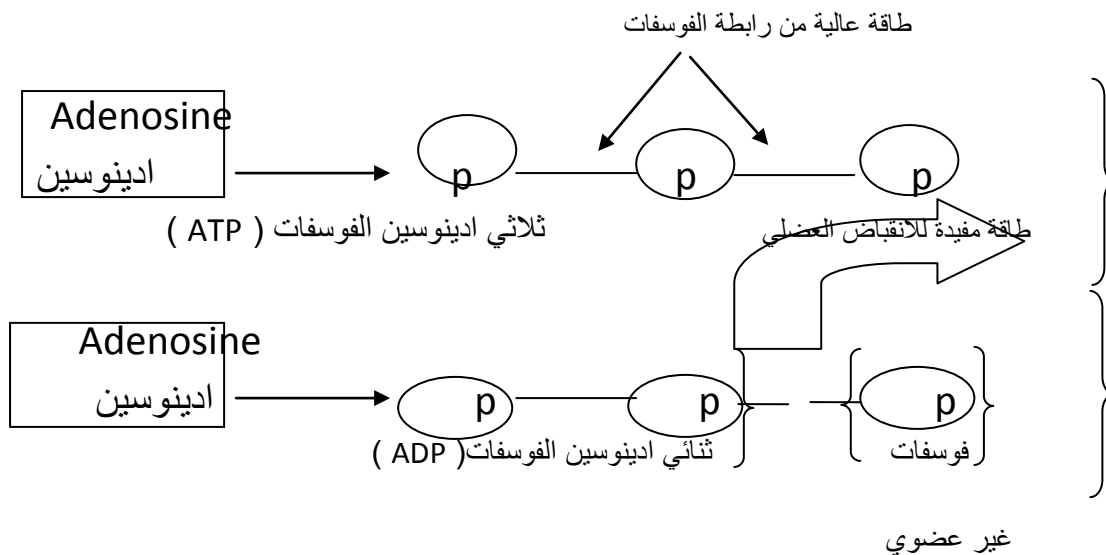 طاقة عالية من رابطة الفوسفات
Adenosine
ادينوسين
p
p
p
ثلاثي ادينوسين الفوسفات ( ATP )
طاقة مفيدة للانقباض العضلي
Adenosine
ادينوسين
p
p
p
ثنائي ادينوسين الفوسفات( ADP )
فوسفات
غير عضوي